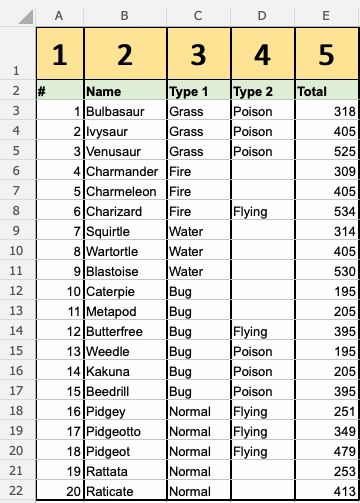 A B C D E
1 1 2 3 4 5
2 # Name Type 1 Type 2 Total
3 1 Bulbasaur Grass Poison 318
4 2 Ivysaur Grass Poison 405
5 3 Venusaur Grass Poison 525
6 4 Charmander Fire 309
7 5 Charmeleon Fire 405
8 6 Charizard Fire Flying 534
9 7 Squirtle Water 314
10 8 Wartortle Water 405
11 9 Blastoise Water 530
12 10 Caterpie Bug 195
13 11 Metapod Bug 205
14 12 Butterfree Bug Flying 395
15 13 Weedle Bug Poison 195
16 14 Kakuna Bug Poison 205
17 15 Beedrill Bug Poison 395
18 16 Pidgey Normal Flying 251
19 17 Pidgeotto Normal Flying 349
20 18 Pidgeot Normal Flying 479
21 19 Rattata Normal 253
22 20 Raticate Normal 413